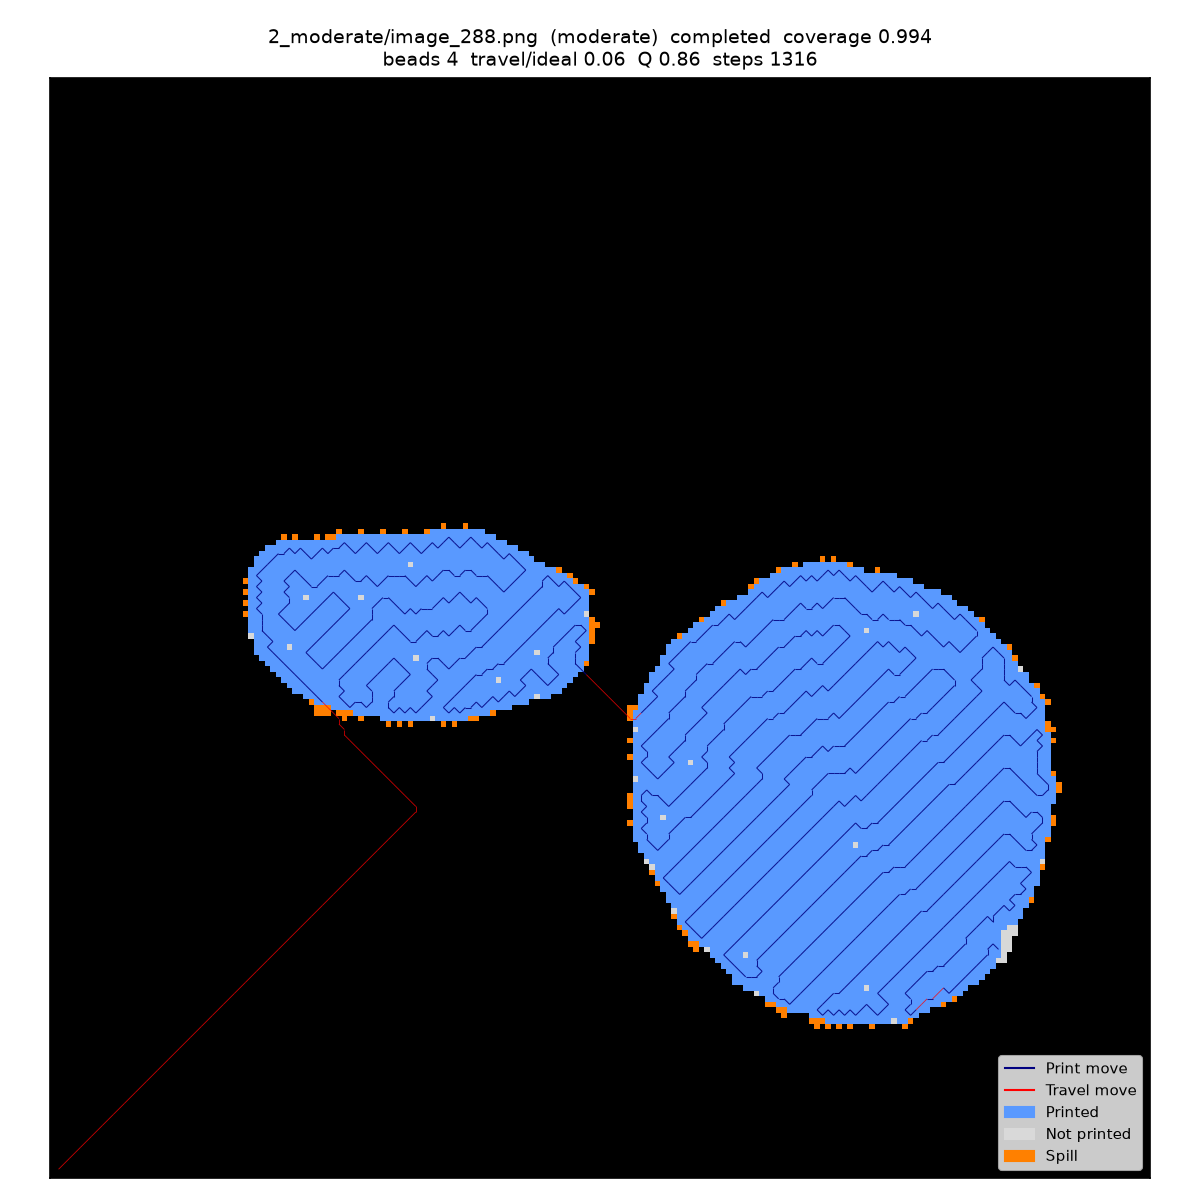 2_moderate/image_288.png  (moderate)  completed  coverage 0.994
beads 4  travel/ideal 0.06  Q 0.86  steps 1316
Print move
Travel move
Printed
Not printed
Spill